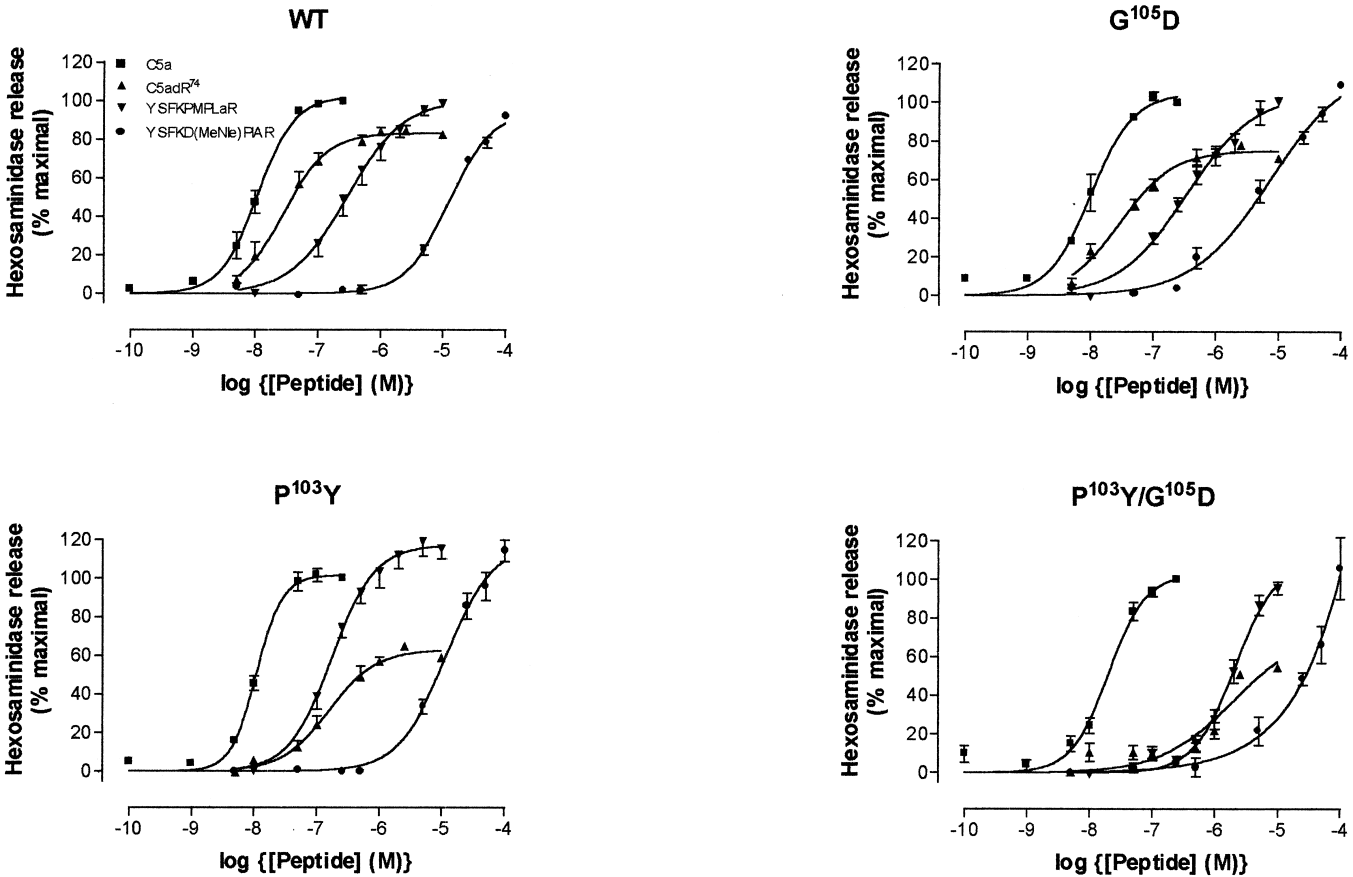 WT
Hexosaminidase release
(% maximal)
120
100
80
60
40
20
0
C5a
C5adR⁷⁴
YSFKPMPLaR
YSFKD(MeNle)PlAR
-10 -9 -8 -7 -6 -5 -4
log {[Peptide] (M)}
G¹⁰⁵D
Hexosaminidase release
(% maximal)
120
100
80
60
40
20
0
-10 -9 -8 -7 -6 -5 -4
log {[Peptide] (M)}
P¹⁰³Y
Hexosaminidase release
(% maximal)
120
100
80
60
40
20
0
-10 -9 -8 -7 -6 -5 -4
log {[Peptide] (M)}
P¹⁰³Y/G¹⁰⁵D
Hexosaminidase release
(% maximal)
120
100
80
60
40
20
0
-10 -9 -8 -7 -6 -5 -4
log {[Peptide] (M)}